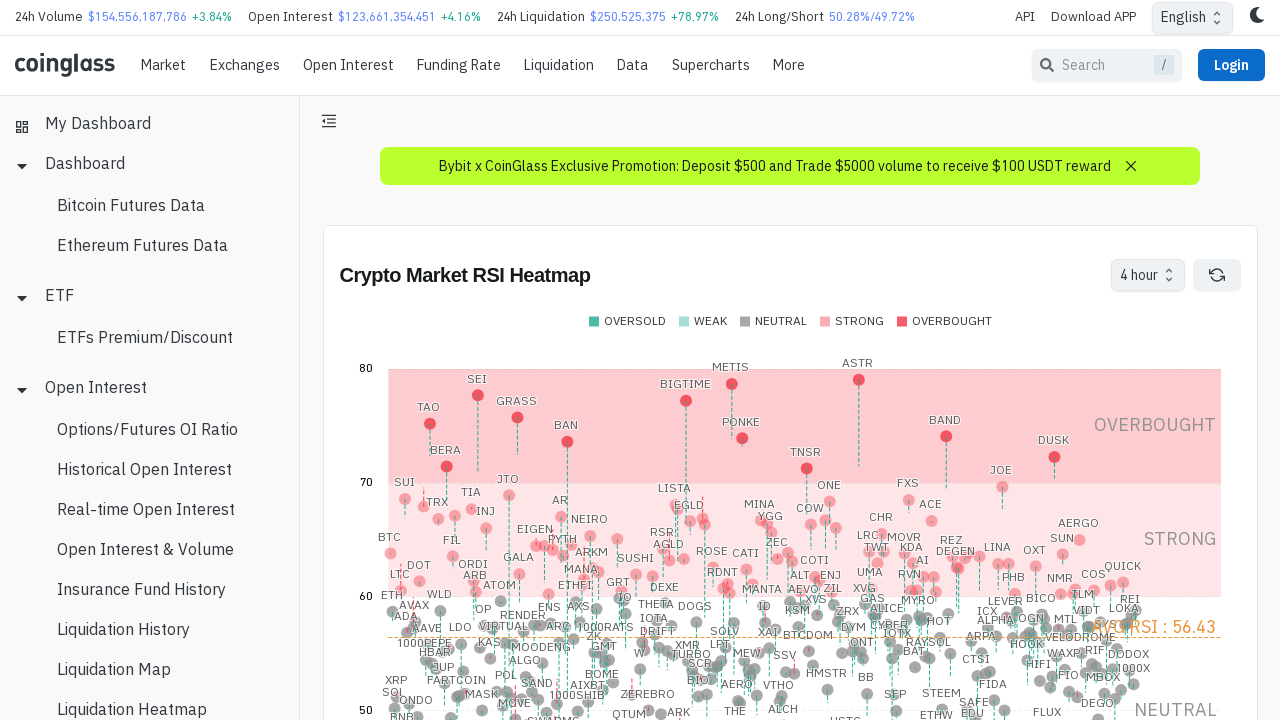 24h Volume $154,556,187,786 +3.84% Open Interest $123,661,354,451 +4.16% 24h Liquidation $250,525,375 +78.97% 24h Long/Short 50.28%/49.72% API Download APP English
coinglass Market Exchanges Open Interest Funding Rate Liquidation Data Supercharts More Search / Login
My Dashboard
Dashboard
Bitcoin Futures Data
Ethereum Futures Data
ETF
ETFs Premium/Discount
Open Interest
Options/Futures OI Ratio
Historical Open Interest
Real-time Open Interest
Open Interest & Volume
Insurance Fund History
Liquidation History
Liquidation Map
Liquidation Heatmap
Bybit x CoinGlass Exclusive Promotion: Deposit $500 and Trade $5000 volume to receive $100 USDT reward
Crypto Market RSI Heatmap 4 hour
OVERSOLD WEAK NEUTRAL STRONG OVERBOUGHT
80
METIS ASTR
SEI BIGTIME
TAO GRASS
BAN PONKE BAND OVERBOUGHT
BERA TNSR DUSK
70
SUI JTO LISTA ONE FXS JOE
TRX TIA INJ AR EGLD MINA COW ACE
NEIRO YGG CHR AERGO
BTC FIL EIGEN PYTH RSR AGLD ZEC LRC MOVR REZ SUN STRONG
GALA ARKM ROSE CATI TWT KDA DEGEN LINA OXT
LTC DOT ORDI ARB MANA SUSHI RDNT COTI UMA AI PHB NMR COS QUICK
60
ETH WLD ATOM ETHFI GRT DEXE MANTA ALT AEVO ENJ ZIL XVG RVN
ADA AVAX OP ENS AXS IO THETA DOGS ID KSM XVS ZRX GAS ALICE MYRO ICX LEVER BICO TLM VIDT LOKA REI
AAVE LDO VIRTUAL RENDER ARC 1000RATS IOTA DRIFT SOLV XAI BTCDOM DYM CYBER HOT ALPHA OGN MTL
AVG RSI : 56.43
1000PEPE HBAR KAS MOODENG ZK GMT XMR LPT ONT JOTX RAYSOL ARPA HOOK VELODROME
JUP ALGO W TURBO MEW SSV BAT CTSI HIFI WAXP RIF DODOX
XRP FARTCOIN POL SAND BOME SCR BIO AERO VTHO HMSTR BB FIDA FIO MBOX 1000X
SOL ONDO MASK MOVE AIXBT 1000SHIB ZEREBRO THE ALCH SFP STEEM SAFE DEGO
50
BNB QTUM ARK ETHW FLUX NEUTRAL